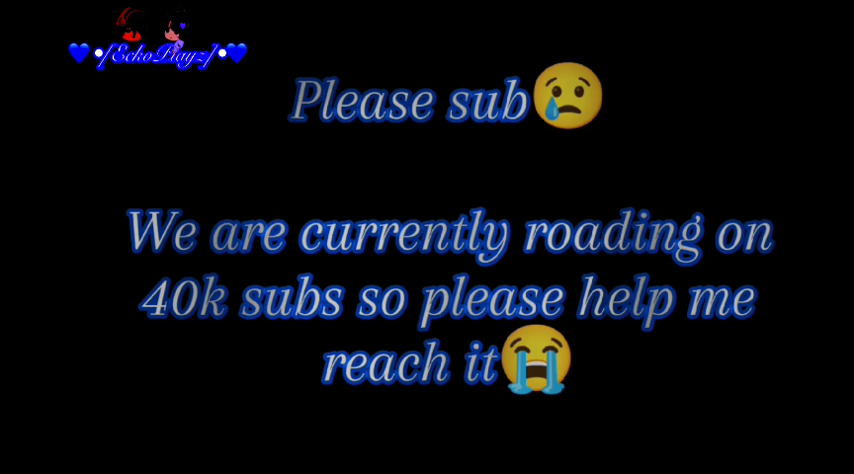 💙•/EckoPlayz/•💙
Please sub😢
We are currently roading on
40k subs so please help me
reach it😭